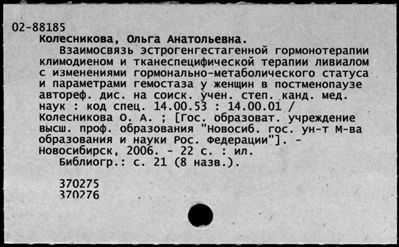 02-88185
Колесникова, Ольга Анатольевна.
Взаимосвязь эстрогенгестагенной гормонотерапии
климодиеном и тканеспецифической терапии ливиалом
с изменениями гормонально-метаболического статуса
и параметрами гемостаза у женщин в постменопаузе
автореф. дис. на соиск. учен. степ. канд. мед.
наук : код спец. 14.00.53 : 14.00.01 /
Колесникова О. А. ; [Гос. образоват. учреждение
высш. проф. образования "Новосиб. гос. ун-т М-ва
образования и науки Рос. Федерации"]. -
Новосибирск, 2006. - 22 с. : ил.
Библиогр.: с. 21 (8 назв.).
370275
370276